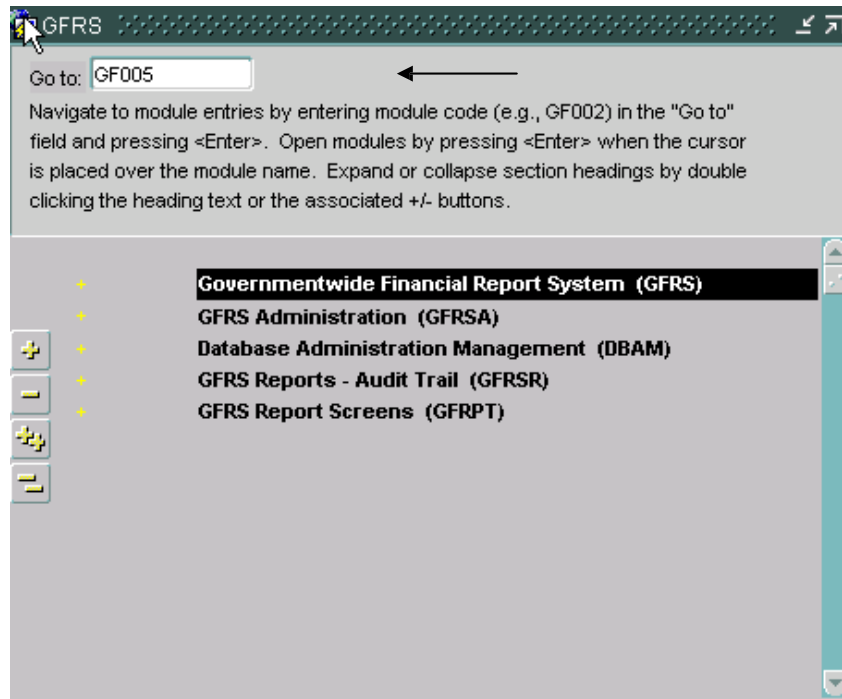 GFRS
Go to: GF005
Navigate to module entries by entering module code (e.g., GF002) in the "Go to"
field and pressing <Enter>. Open modules by pressing <Enter> when the cursor
is placed over the module name. Expand or collapse section headings by double
clicking the heading text or the associated +/- buttons.
+ Governmentwide Financial Report System (GFRS)
+ GFRS Administration (GFRSA)
+ Database Administration Management (DBAM)
+ GFRS Reports - Audit Trail (GFRSR)
+ GFRS Report Screens (GFRPT)